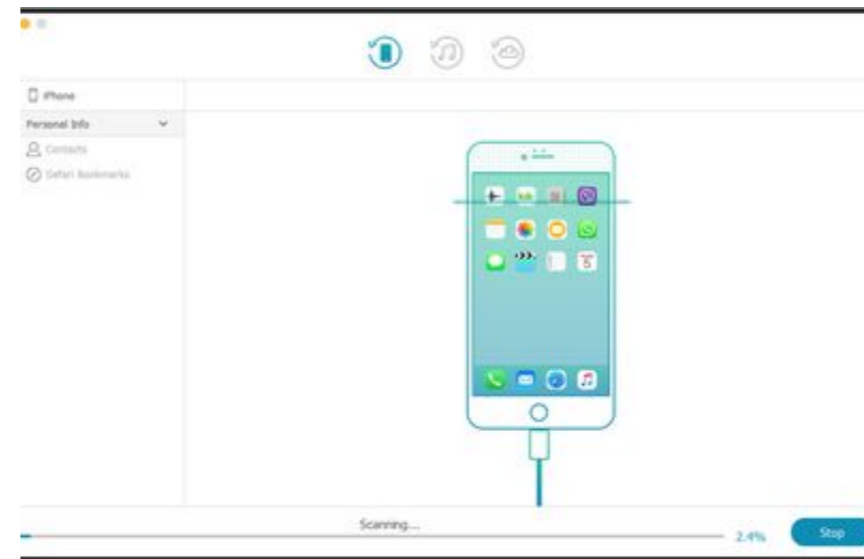 iPhone
Personal Info
Contacts
Safari Bookmarks
Scanning...
2.4%
Stop